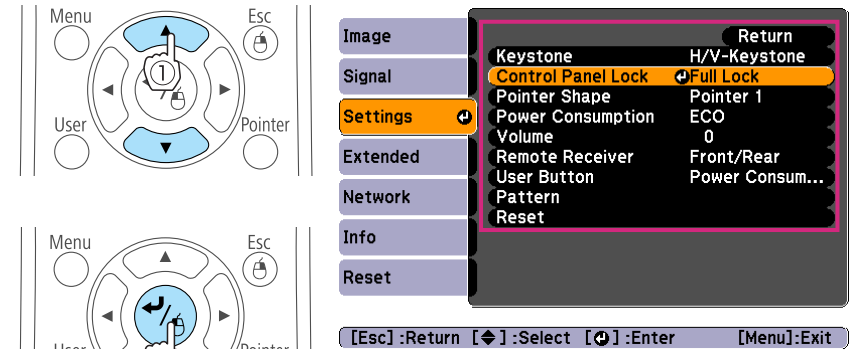 Menu
Esc
1
User
Pointer
Menu
Esc
User
Pointer
Image
Signal
Settings
Extended
Network
Info
Reset
Return
Keystone H/V-Keystone
Control Panel Lock Full Lock
Pointer Shape Pointer 1
Power Consumption ECO
Volume 0
Remote Receiver Front/Rear
User Button Power Consum...
Pattern
Reset
[Esc] :Return [◆] :Select [⏎] :Enter [Menu]:Exit